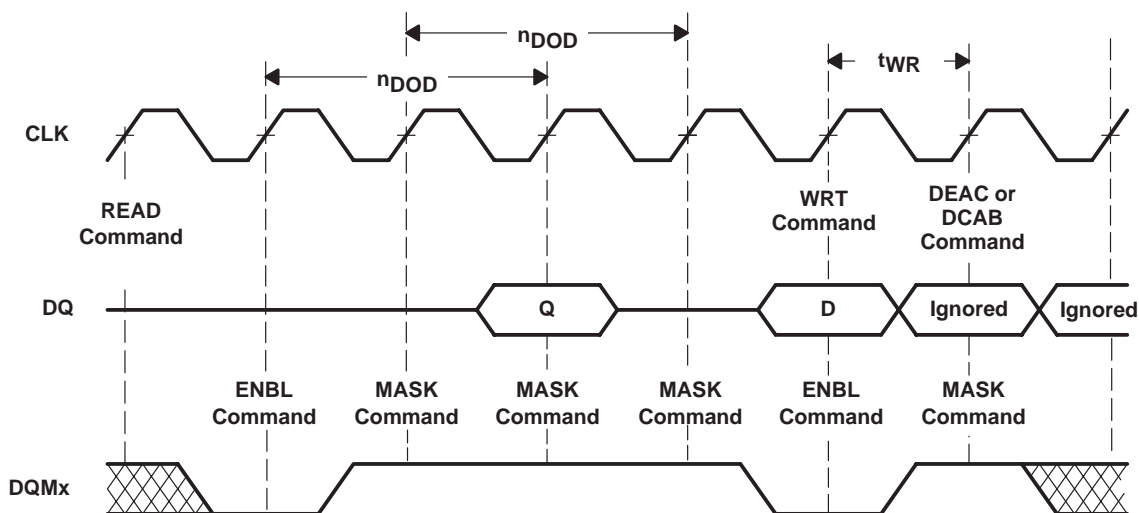 nDOD
nDOD
tWR
CLK
READ
Command
WRT
Command
DEAC or
DCAB
Command
DQ
Q
D
Ignored
Ignored
ENBL
Command
MASK
Command
MASK
Command
MASK
Command
ENBL
Command
MASK
Command
DQMx